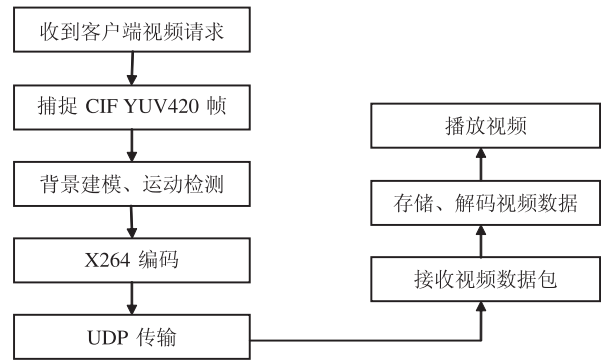 收到客户端视频请求
捕捉 CIF YUV420 帧
背景建模、运动检测
X264 编码
UDP 传输
播放视频
存储、解码视频数据
接收视频数据包